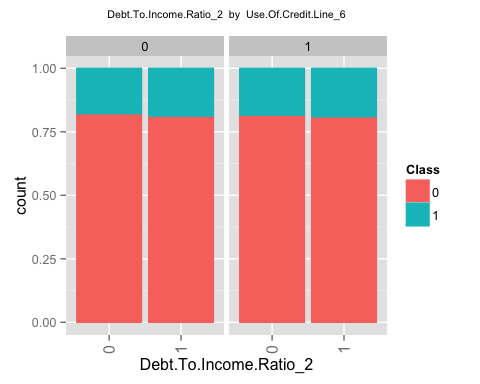 Debt.To.Income.Ratio_2 by Use.Of.Credit.Line_6
0 1
1.00
0.75
0.50
0.25
0.00
count
0 1 0 1
Debt.To.Income.Ratio_2
Class
0
1